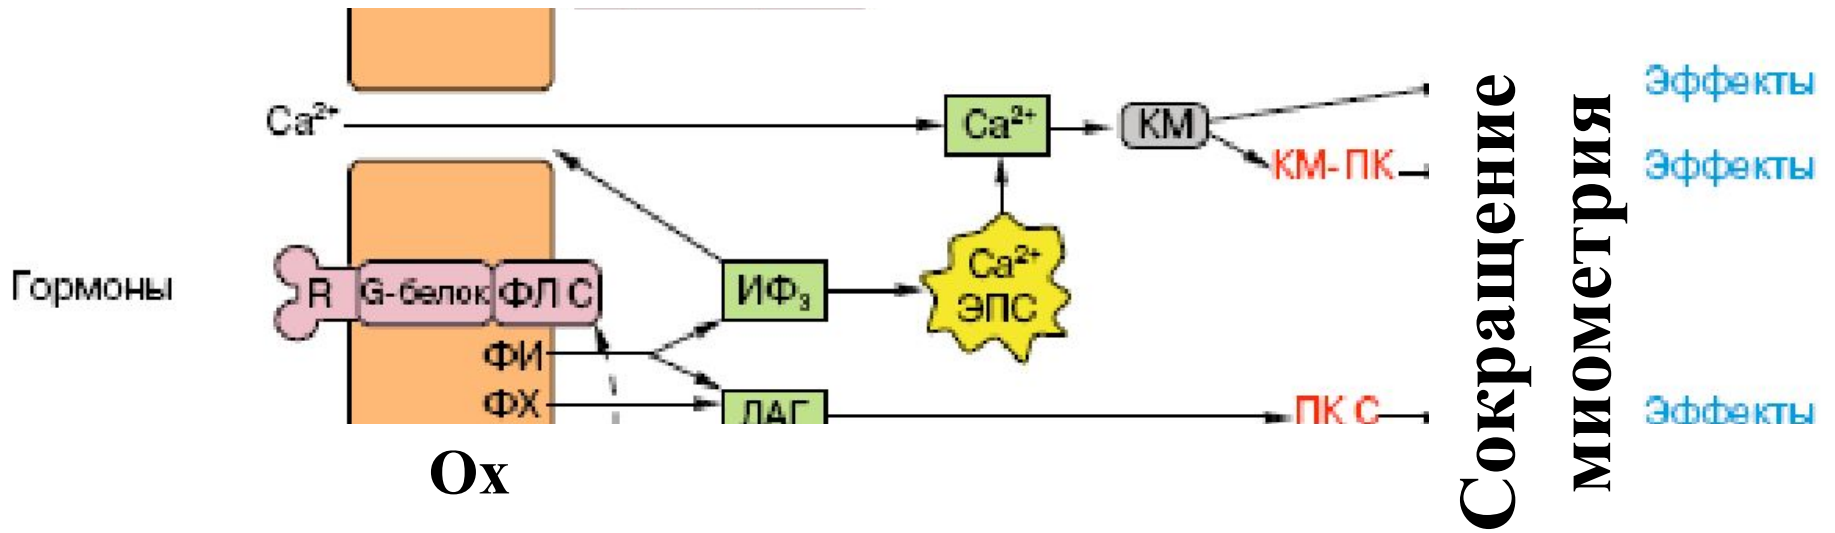 Ca²⁺
Ca²⁺
КМ
Эффекты
КМ-ПК
Эффекты
Гормоны
R
G-белок
ФЛ С
ИФ₃
Ca²⁺
ЭПС
ФИ
ФХ
ДАГ
ПК С
Эффекты
Ох
Сокращение
миометрия